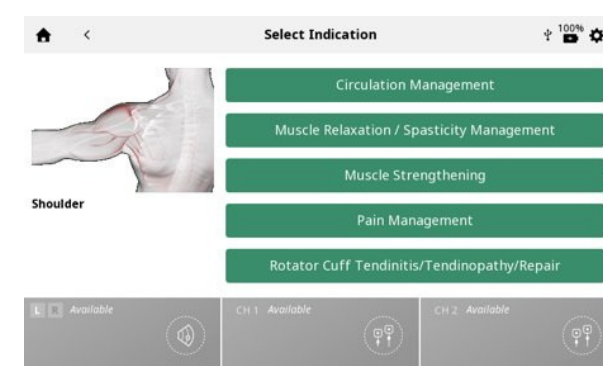 Select Indication
100%
Circulation Management
Muscle Relaxation / Spasticity Management
Muscle Strengthening
Pain Management
Rotator Cuff Tendinitis/Tendinopathy/Repair
Shoulder
L R Available
CH 1 Available
CH 2 Available